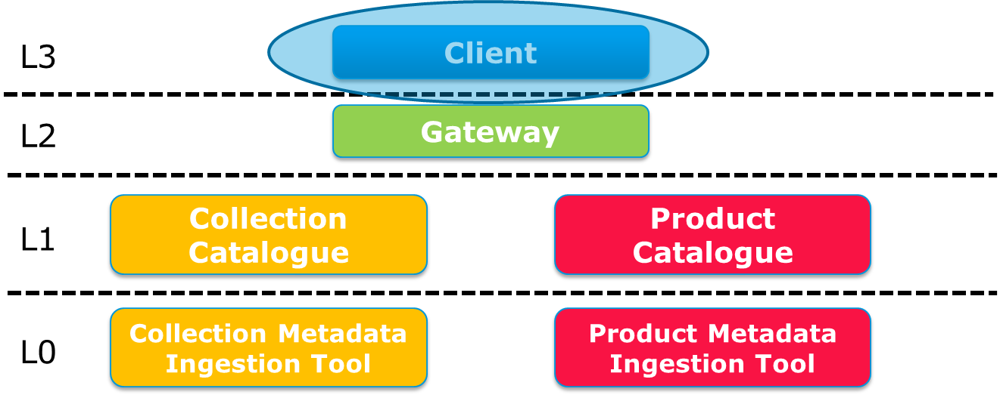 L3
Client
L2
Gateway
L1
Collection
Catalogue
Product
Catalogue
L0
Collection Metadata
Ingestion Tool
Product Metadata
Ingestion Tool